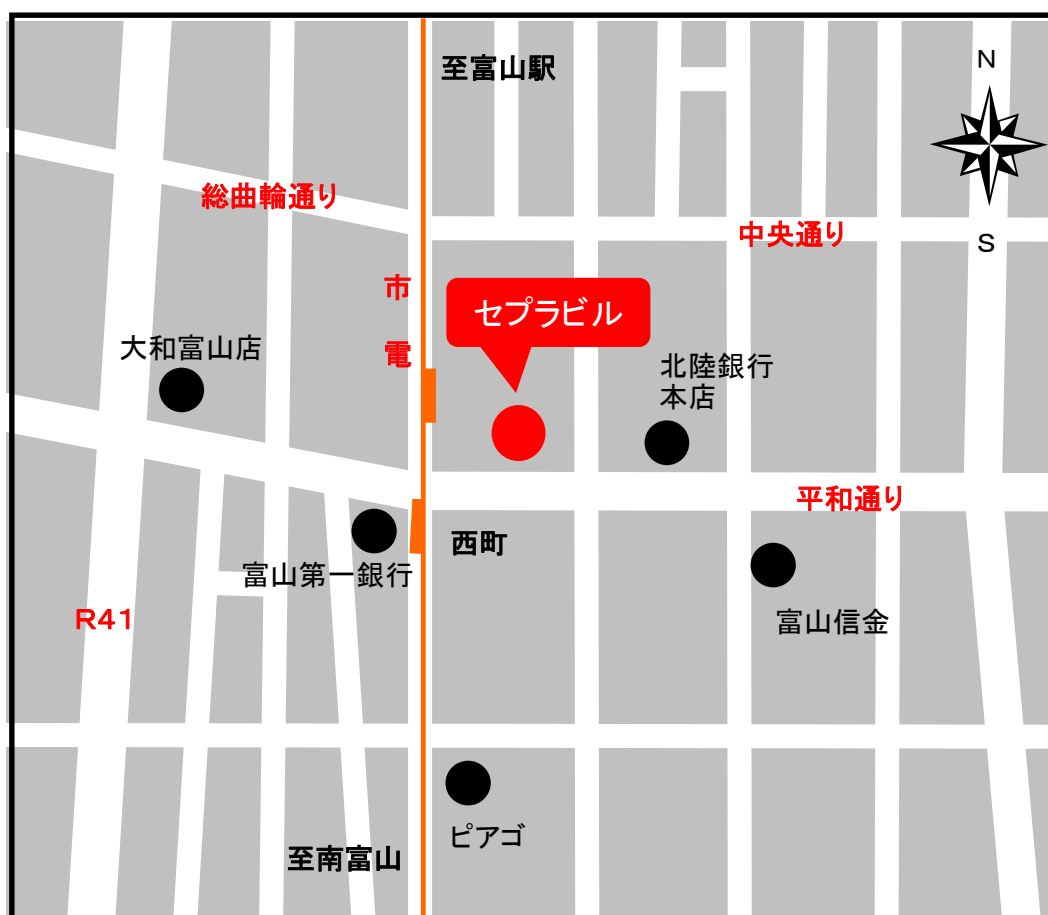 至富山駅
N
総曲輪通り
中央通り
S
市
電
セプラビル
大和富山店
北陸銀行
本店
平和通り
西町
富山第一銀行
R41
富山信金
ピアゴ
至南富山